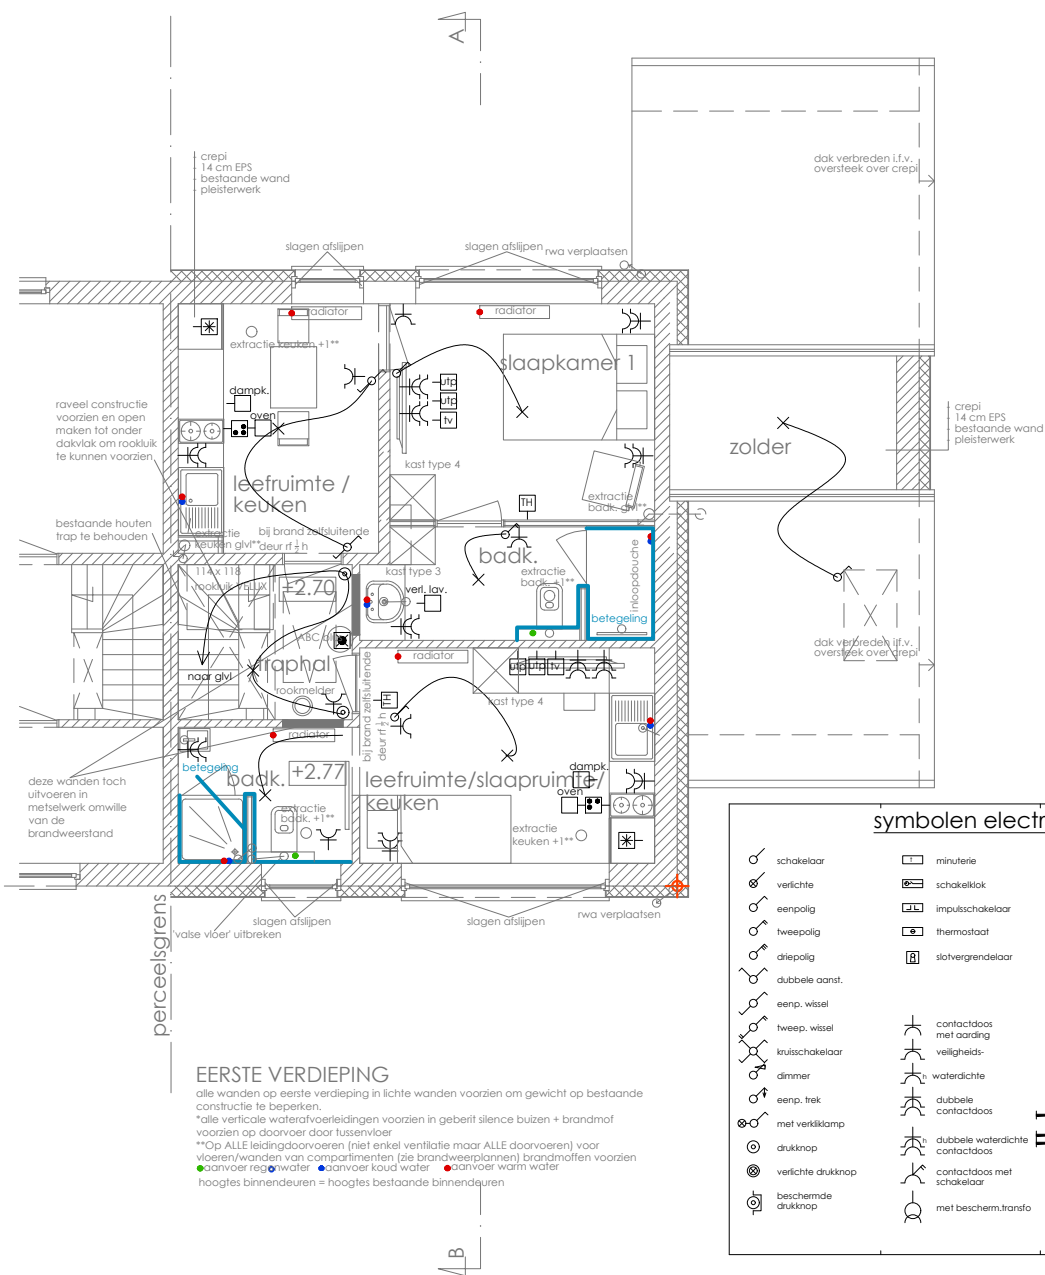 A
crepi
14 cm EPS
bestaande wand
pleisterwerk
dak verbreden i.f.v.
oversteek over crepi
slagen afslijpen
slagen afslijpen
rwa verplaatsen
radiator
radiator
extractie keuken +1**
slaapkamer 1
dampk.
oven
utp
utp
tv
raveel constructie
voorzien en open
maken tot onder
dakvlak om rookluik
te kunnen voorzien
crepi
14 cm EPS
bestaande wand
pleisterwerk
zolder
kast type 4
leefruimte /
keuken
TH
extractie
badk. glvl**
bestaande houten
trap te behouden
extractie
keuken glvl**
bij brand zelfsluitende
deur rf ½ h
badk.
kast type 3
extractie
badk. +1**
inloopdouche
114 x 118
rookluik VELUX
+2.70
verl. lav.
betegeling
ABC
traphal
naar glvl
rookmelder
bij brand zelfsluitende
deur rf ½ h
radiator
utp
utp
tv
kast type 4
TH
dak verbreden i.f.v.
oversteek over crepi
radiator
betegeling
badk.
+2.77
leefruimte/slaapruimte/
keuken
dampk.
oven
deze wanden toch
uitvoeren in
metselwerk omwille
van de
brandweerstand
extractie
badk. +1**
extractie
keuken +1**
slagen afslijpen
slagen afslijpen
rwa verplaatsen
'valse vloer' uitbreken
perceelsgrens
symbolen electr
schakelaar
verlichte
eenpolig
tweepolig
driepolig
dubbele aanst.
eenp. wissel
tweep. wissel
kruisschakelaar
dimmer
eenp. trek
met verkliklamp
drukknop
verlichte drukknop
beschermde
drukknop
minuterie
schakelklok
impulsschakelaar
thermostaat
slotvergrendelaar
contactdoos
met aarding
veiligheids-
h waterdichte
dubbele
contactdoos
h dubbele waterdichte
contactdoos
contactdoos met
schakelaar
met bescherm.transfo
EERSTE VERDIEPING
alle wanden op eerste verdieping in lichte wanden voorzien om gewicht op bestaande
constructie te beperken.
*alle verticale waterafvoerleidingen voorzien in geberit silence buizen + brandmof
voorzien op doorvoer door tussenvloer
**Op ALLE leidingdoorvoeren (niet enkel ventilatie maar ALLE doorvoeren) voor
vloeren/wanden van compartimenten (zie brandweerplannen) brandmoffen voorzien
aanvoer regenwater aanvoer koud water aanvoer warm water
hoogtes binnendeuren = hoogtes bestaande binnendeuren
B